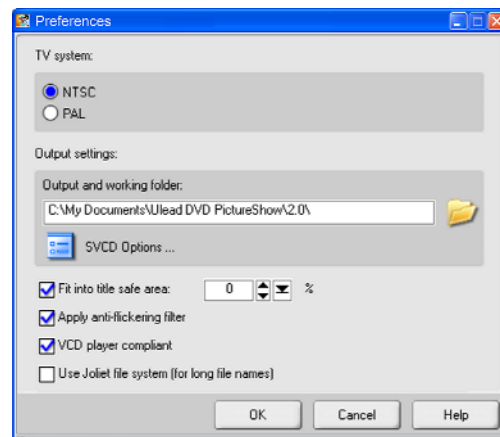 Preferences
TV system:
NTSC
PAL
Output settings:
Output and working folder:
C:\My Documents\Ulead DVD PictureShow\2.0\
SVCD Options ...
Fit into title safe area: 0 %
Apply anti-flickering filter
VCD player compliant
Use Joliet file system (for long file names)
OK Cancel Help